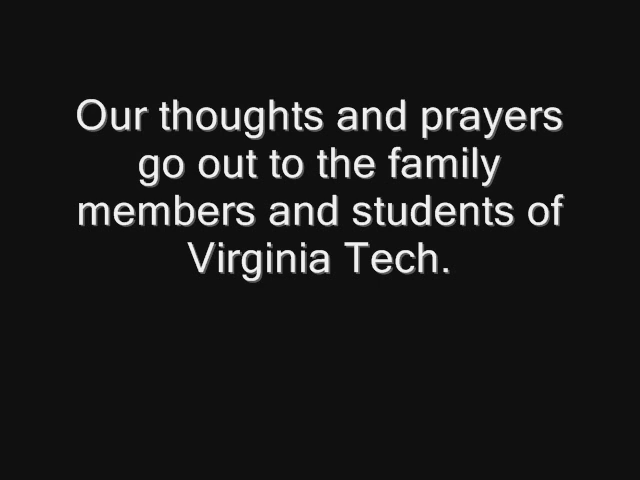 Our thoughts and prayers
go out to the family
members and students of
Virginia Tech.